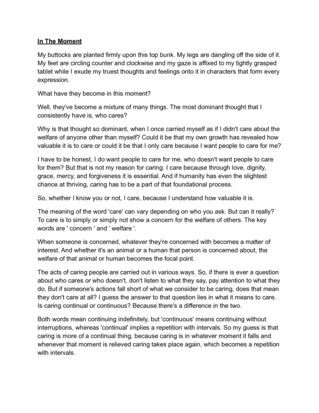 In The Moment
My buttocks are planted firmly upon this top bunk. My legs are dangling off the side of it.
My feet are circling counter and clockwise and my gaze is affixed to my tightly grasped
tablet while I exude my truest thoughts and feelings onto it in characters that form every
expression.
What have they become in this moment?
Well, they've become a mixture of many things. The most dominant thought that I
consistently have is, who cares?
Why is that thought so dominant, when I once carried myself as if I didn't care about the
welfare of anyone other than myself? Could it be that my own growth has revealed how
valuable it is to care or could it be that I only care because I want people to care for me?
I have to be honest, I do want people to care for me, who doesn't want people to care
for them? But that is not my reason for caring. I care because through love, dignity,
grace, mercy, and forgiveness it is essential. And if humanity has even the slightest
chance at thriving, caring has to be a part of that foundational process.
So, whether I know you or not, I care, because I understand how valuable it is.
The meaning of the word 'care' can vary depending on who you ask. But can it really?
To care is to simply or simply not show a concern for the welfare of others. The key
words are ' concern ' and ' welfare '.
When someone is concerned, whatever they're concerned with becomes a matter of
interest. And whether it's an animal or a human that person is concerned about, the
welfare of that animal or human becomes the focal point.
The acts of caring people are carried out in various ways. So, if there is ever a question
about who cares or who doesn't, don't listen to what they say, pay attention to what they
do. But if someone's actions fall short of what we consider to be caring, does that mean
they don't care at all? I guess the answer to that question lies in what it means to care.
Is caring continual or continuous? Because there's a difference in the two.
Both words mean continuing indefinitely, but 'continuous' means continuing without
interruptions, whereas 'continual' implies a repetition with intervals. So my guess is that
caring is more of a continual thing, because caring is in whatever moment it falls and
whenever that moment is relieved caring takes place again, which becomes a repetition
with intervals.